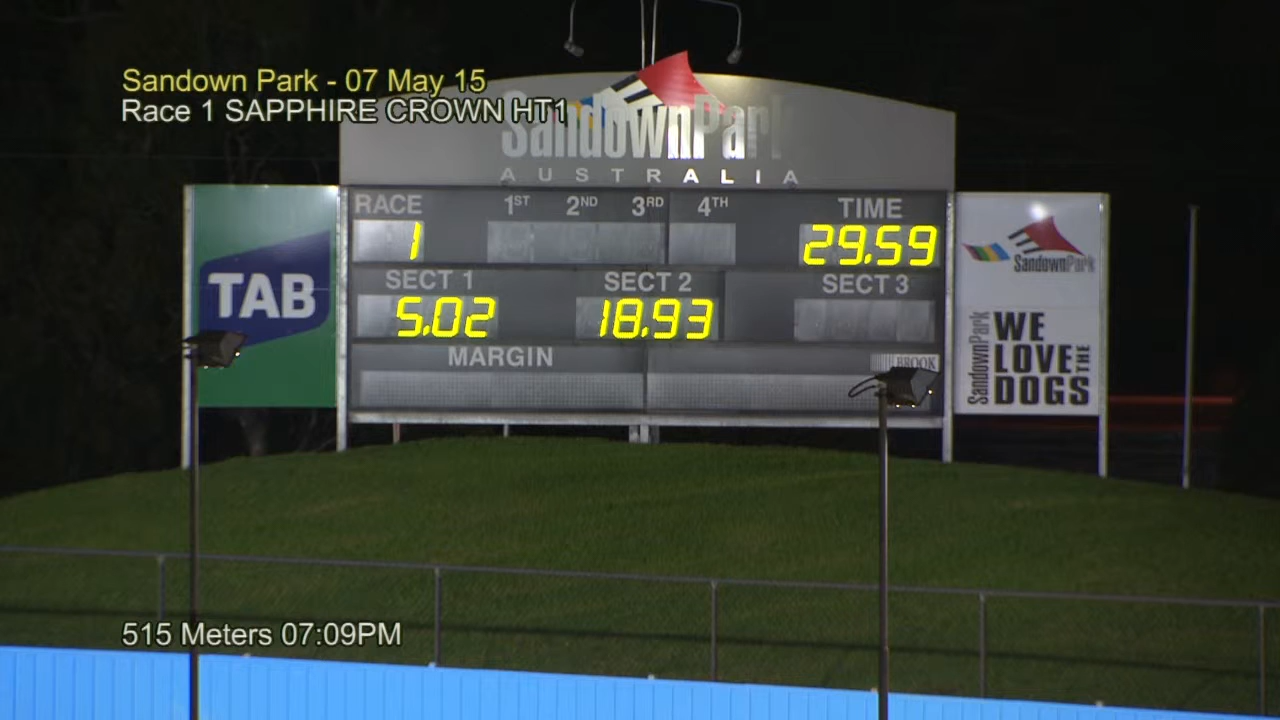 Sandown Park - 07 May 15
Race 1 SAPPHIRE CROWN HT1
SandownPark
AUSTRALIA
RACE 1ST 2ND 3RD 4TH TIME
1 29.59
SECT 1 SECT 2 SECT 3
5.02 18.93
MARGIN
BROOK
TAB
SandownPark
SandownPark
WE
LOVE THE
DOGS
515 Meters 07:09PM